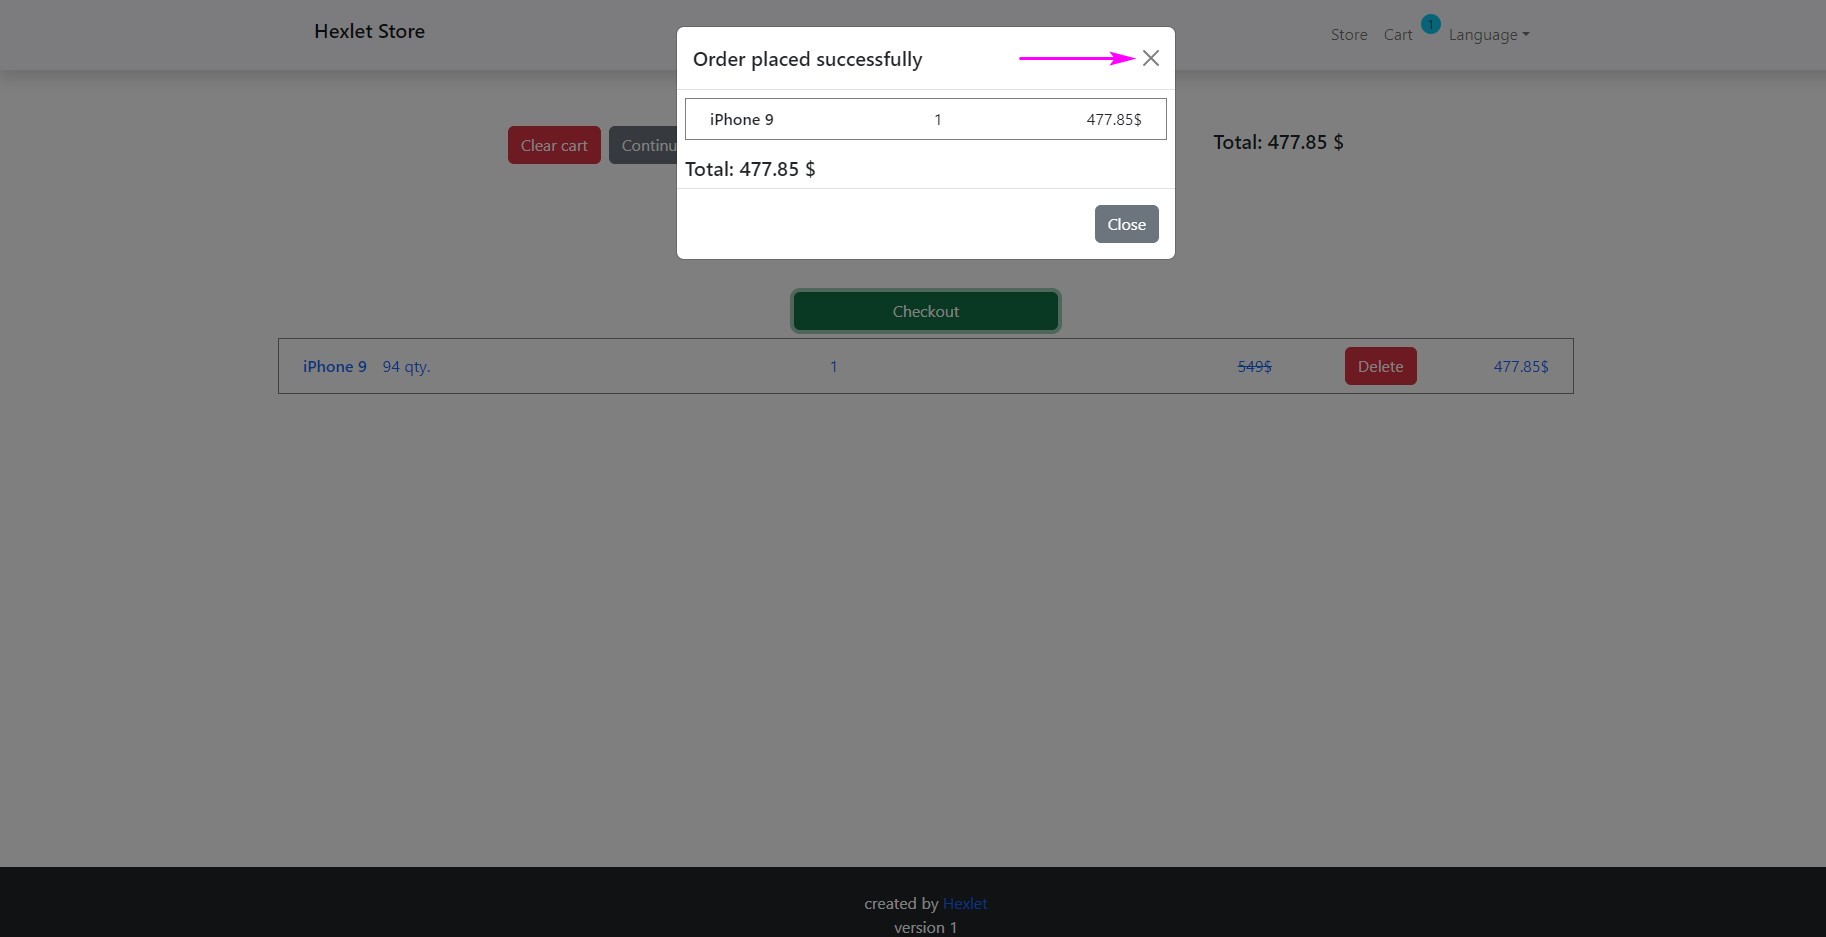 Hexlet Store
Store Cart 1 Language
Order placed successfully
iPhone 9 1 477.85$
Total: 477.85 $
Close
Clear cart
Total: 477.85 $
Checkout
iPhone 9 94 qty. 1 549$ Delete 477.85$
created by Hexlet
version 1